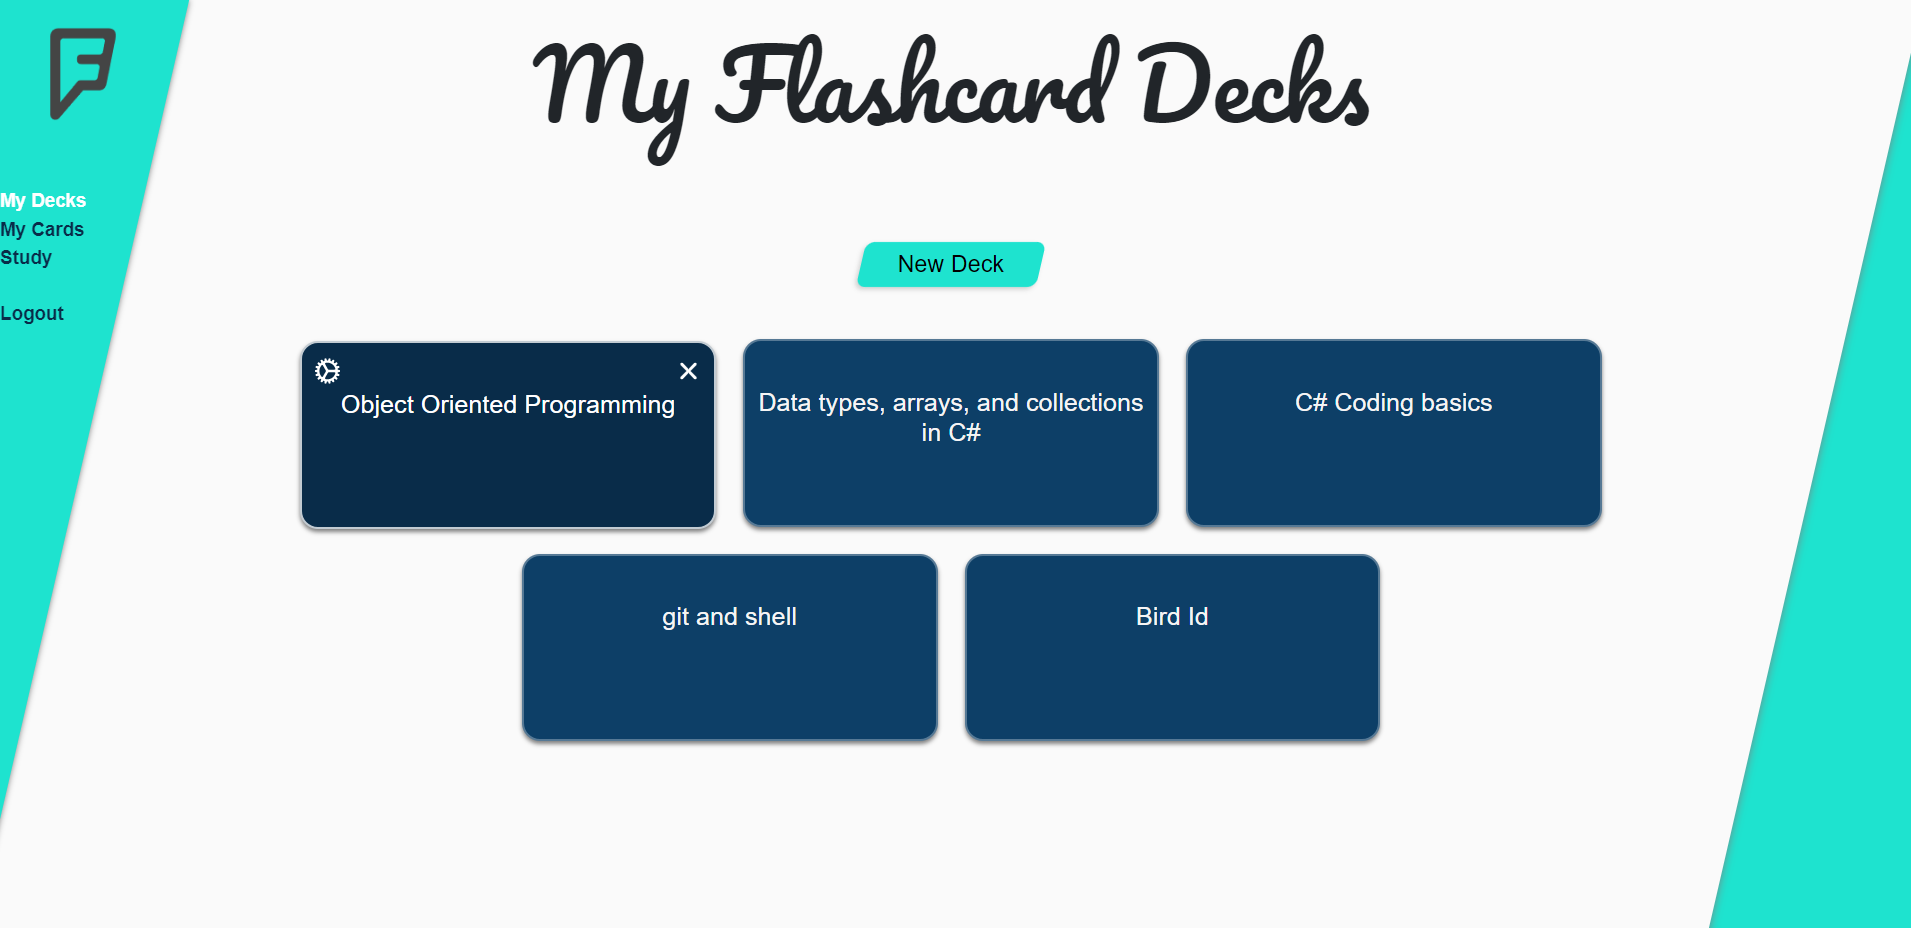 My Flashcard Decks
My Decks
My Cards
Study
Logout
New Deck
Object Oriented Programming
Data types, arrays, and collections
in C#
C# Coding basics
git and shell
Bird Id